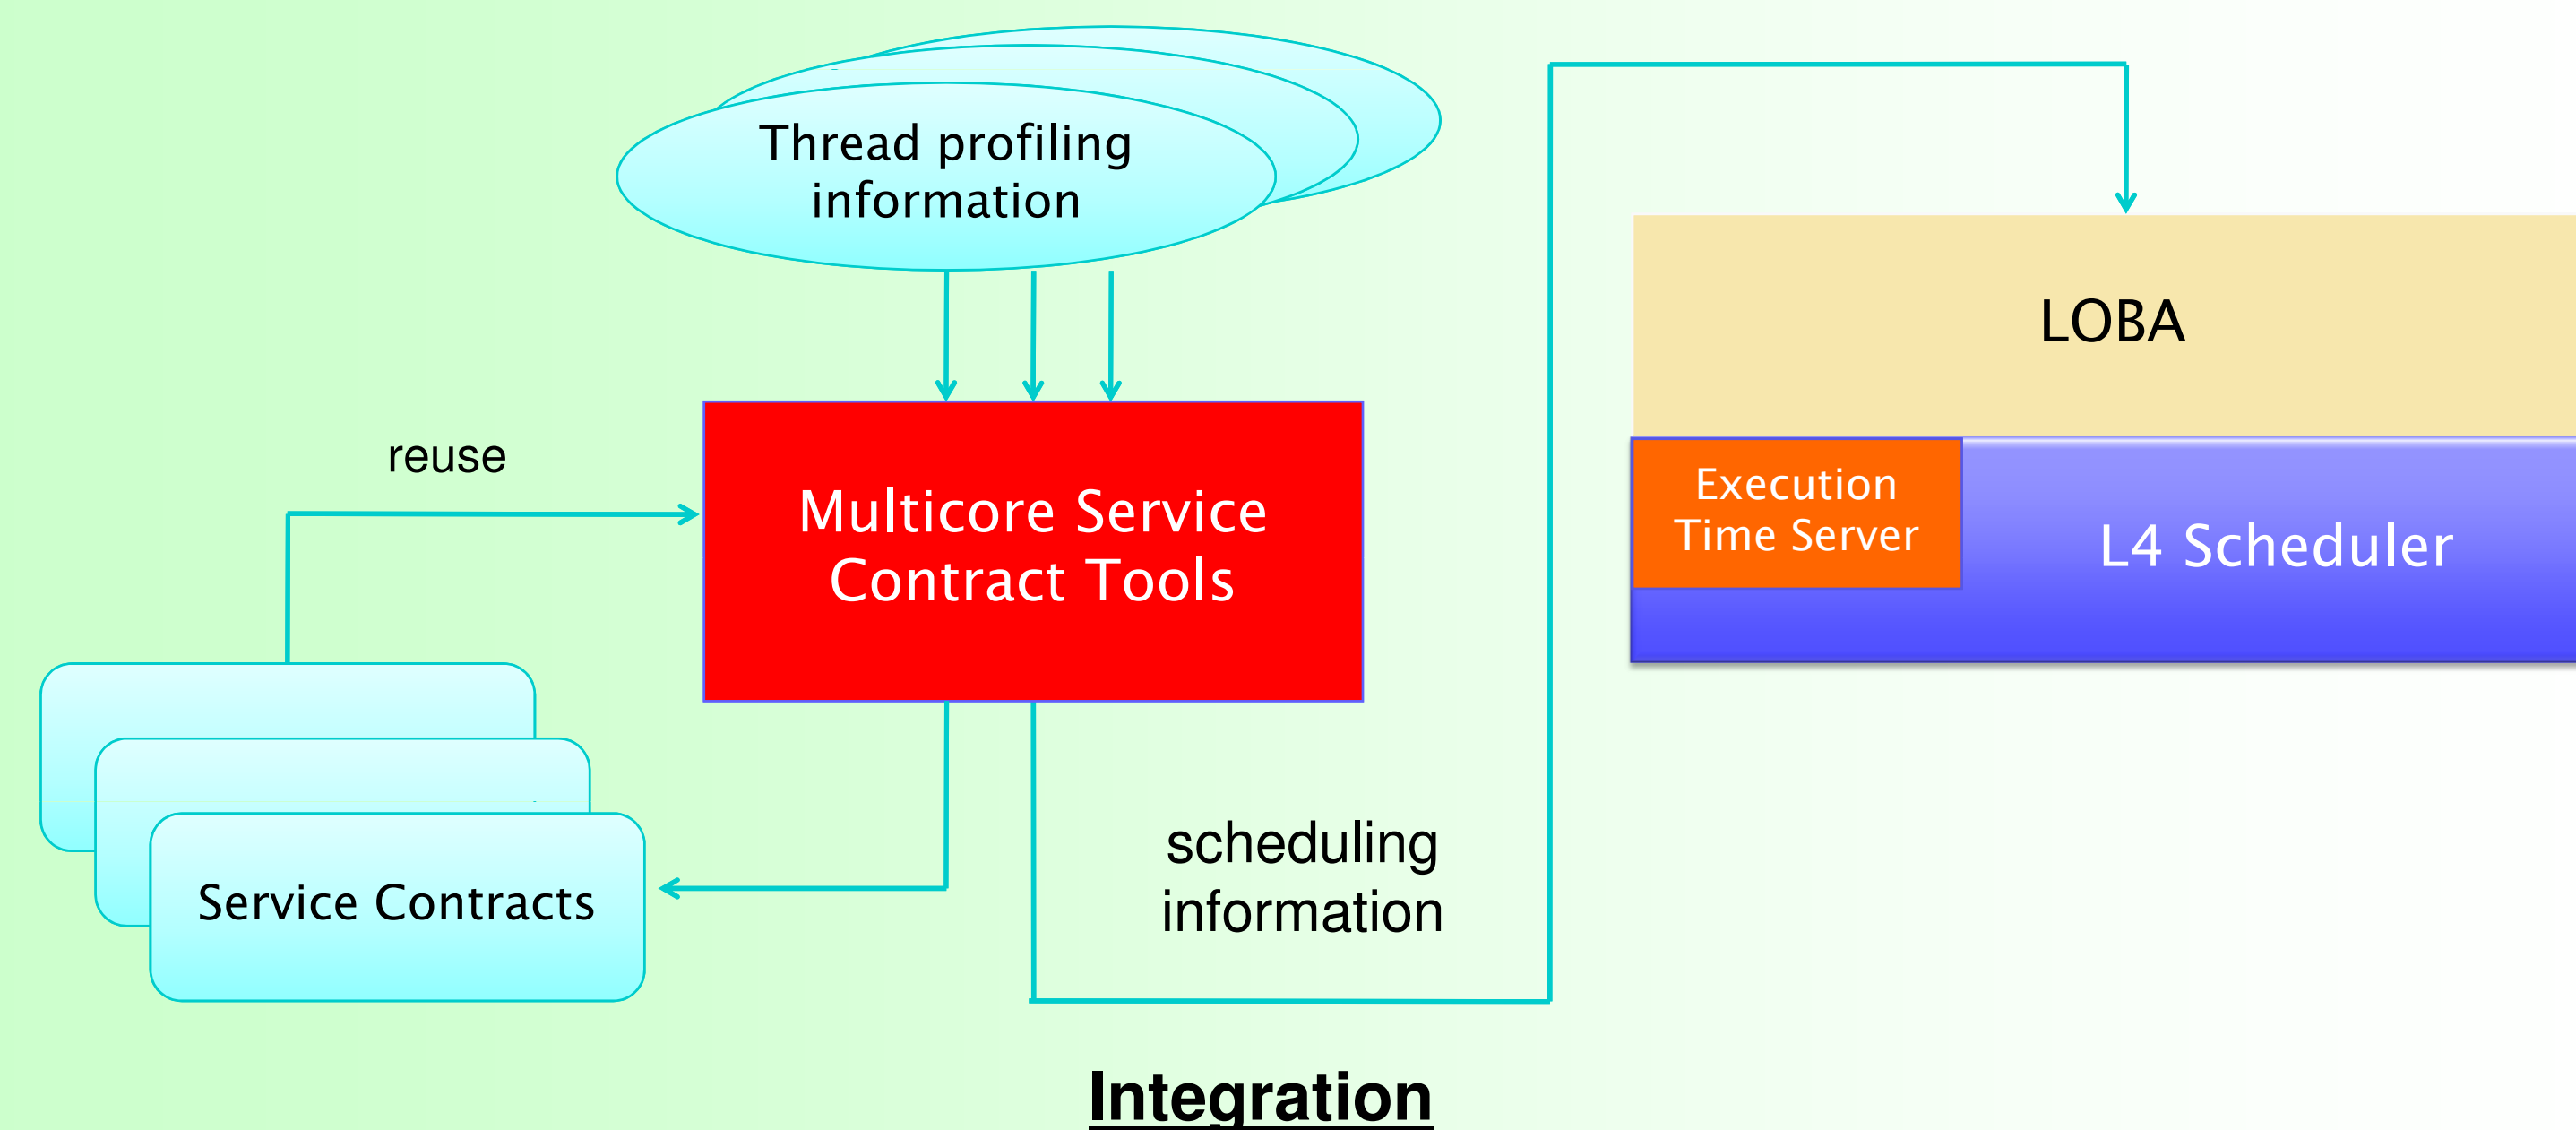 Thread profiling
information
LOBA
reuse
Execution
Time Server
Multicore Service
Contract Tools
L4 Scheduler
scheduling
information
Service Contracts
Integration